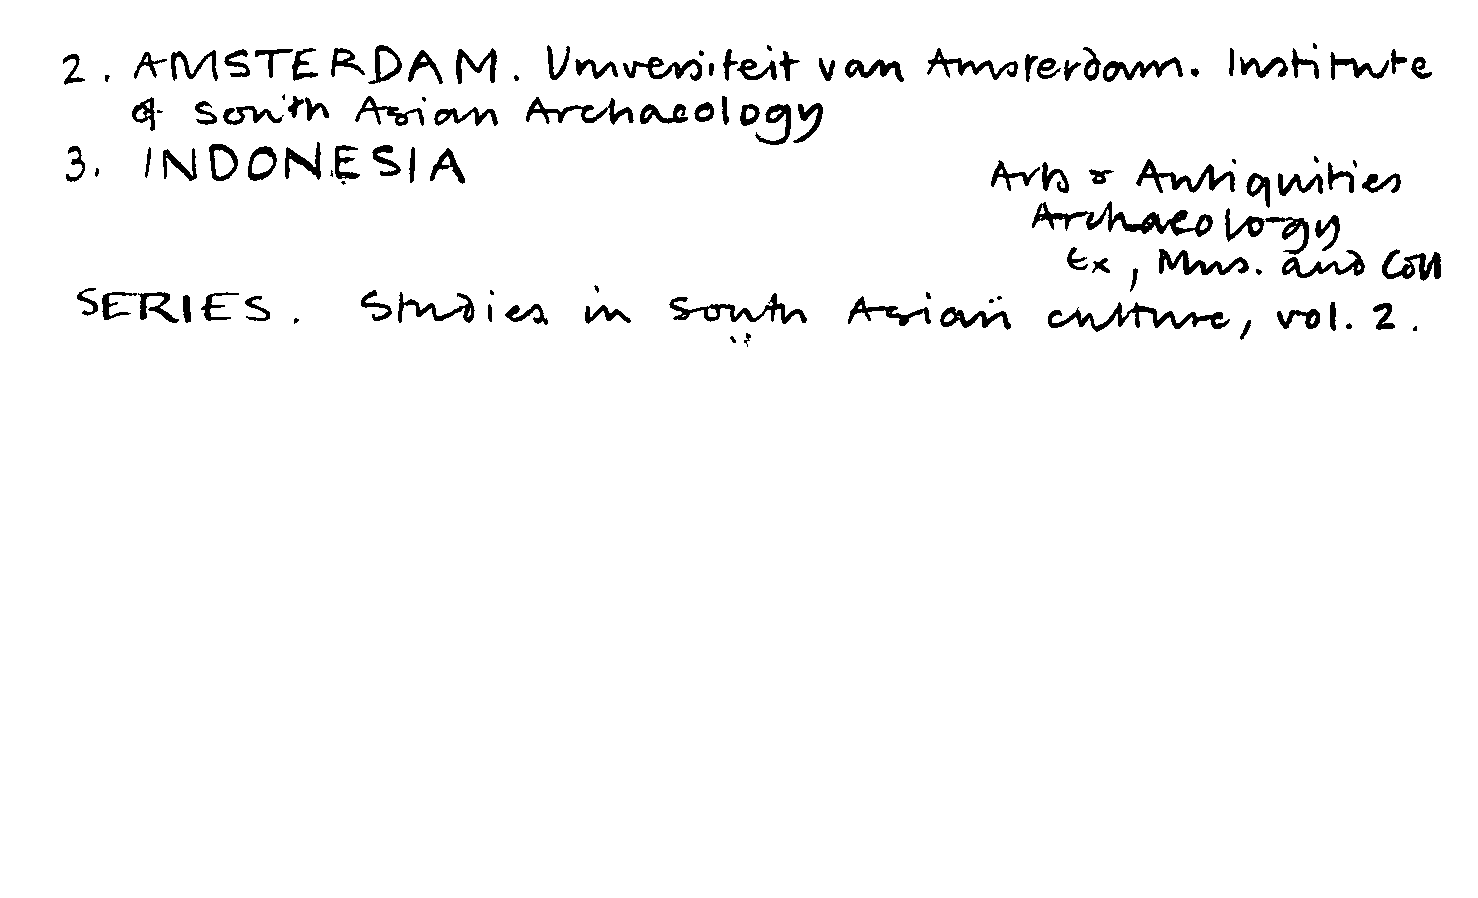 2. AMSTERDAM. Universiteit van Amsterdam. Institute
of South Asian Archaeology
3. INDONESIA
Arts & Antiquities
Archaeology
Ex, Mus. and Coll
SERIES. Studies in South Asian culture, vol. 2.